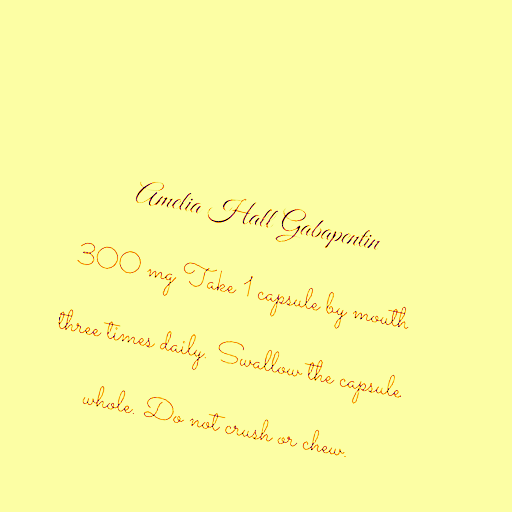 Amelia Hall Gabapentin
300 mg Take 1 capsule by mouth
three times daily. Swallow the capsule
whole. Do not crush or chew.